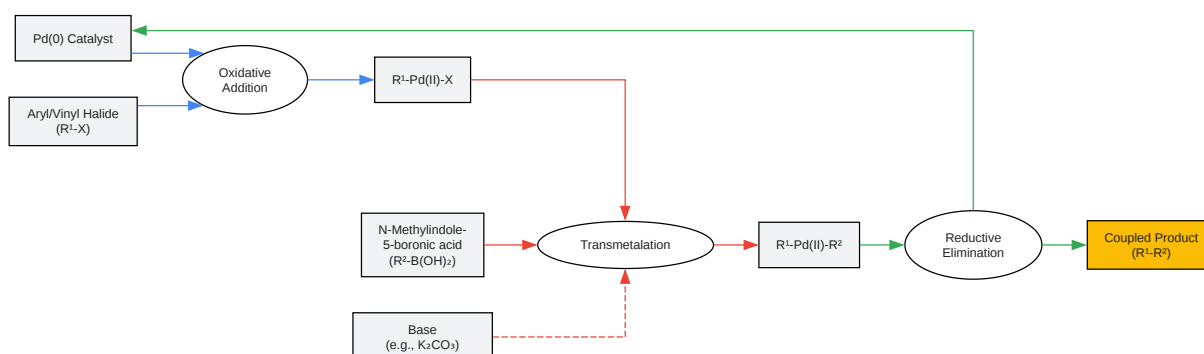 Pd(0) Catalyst
Aryl/Vinyl Halide
(R¹-X)
Oxidative
Addition
R¹-Pd(II)-X
N-Methylindole-
5-boronic acid
(R²-B(OH)₂)
Base
(e.g., K₂CO₃)
Transmetalation
R¹-Pd(II)-R²
Reductive
Elimination
Coupled Product
(R¹-R²)